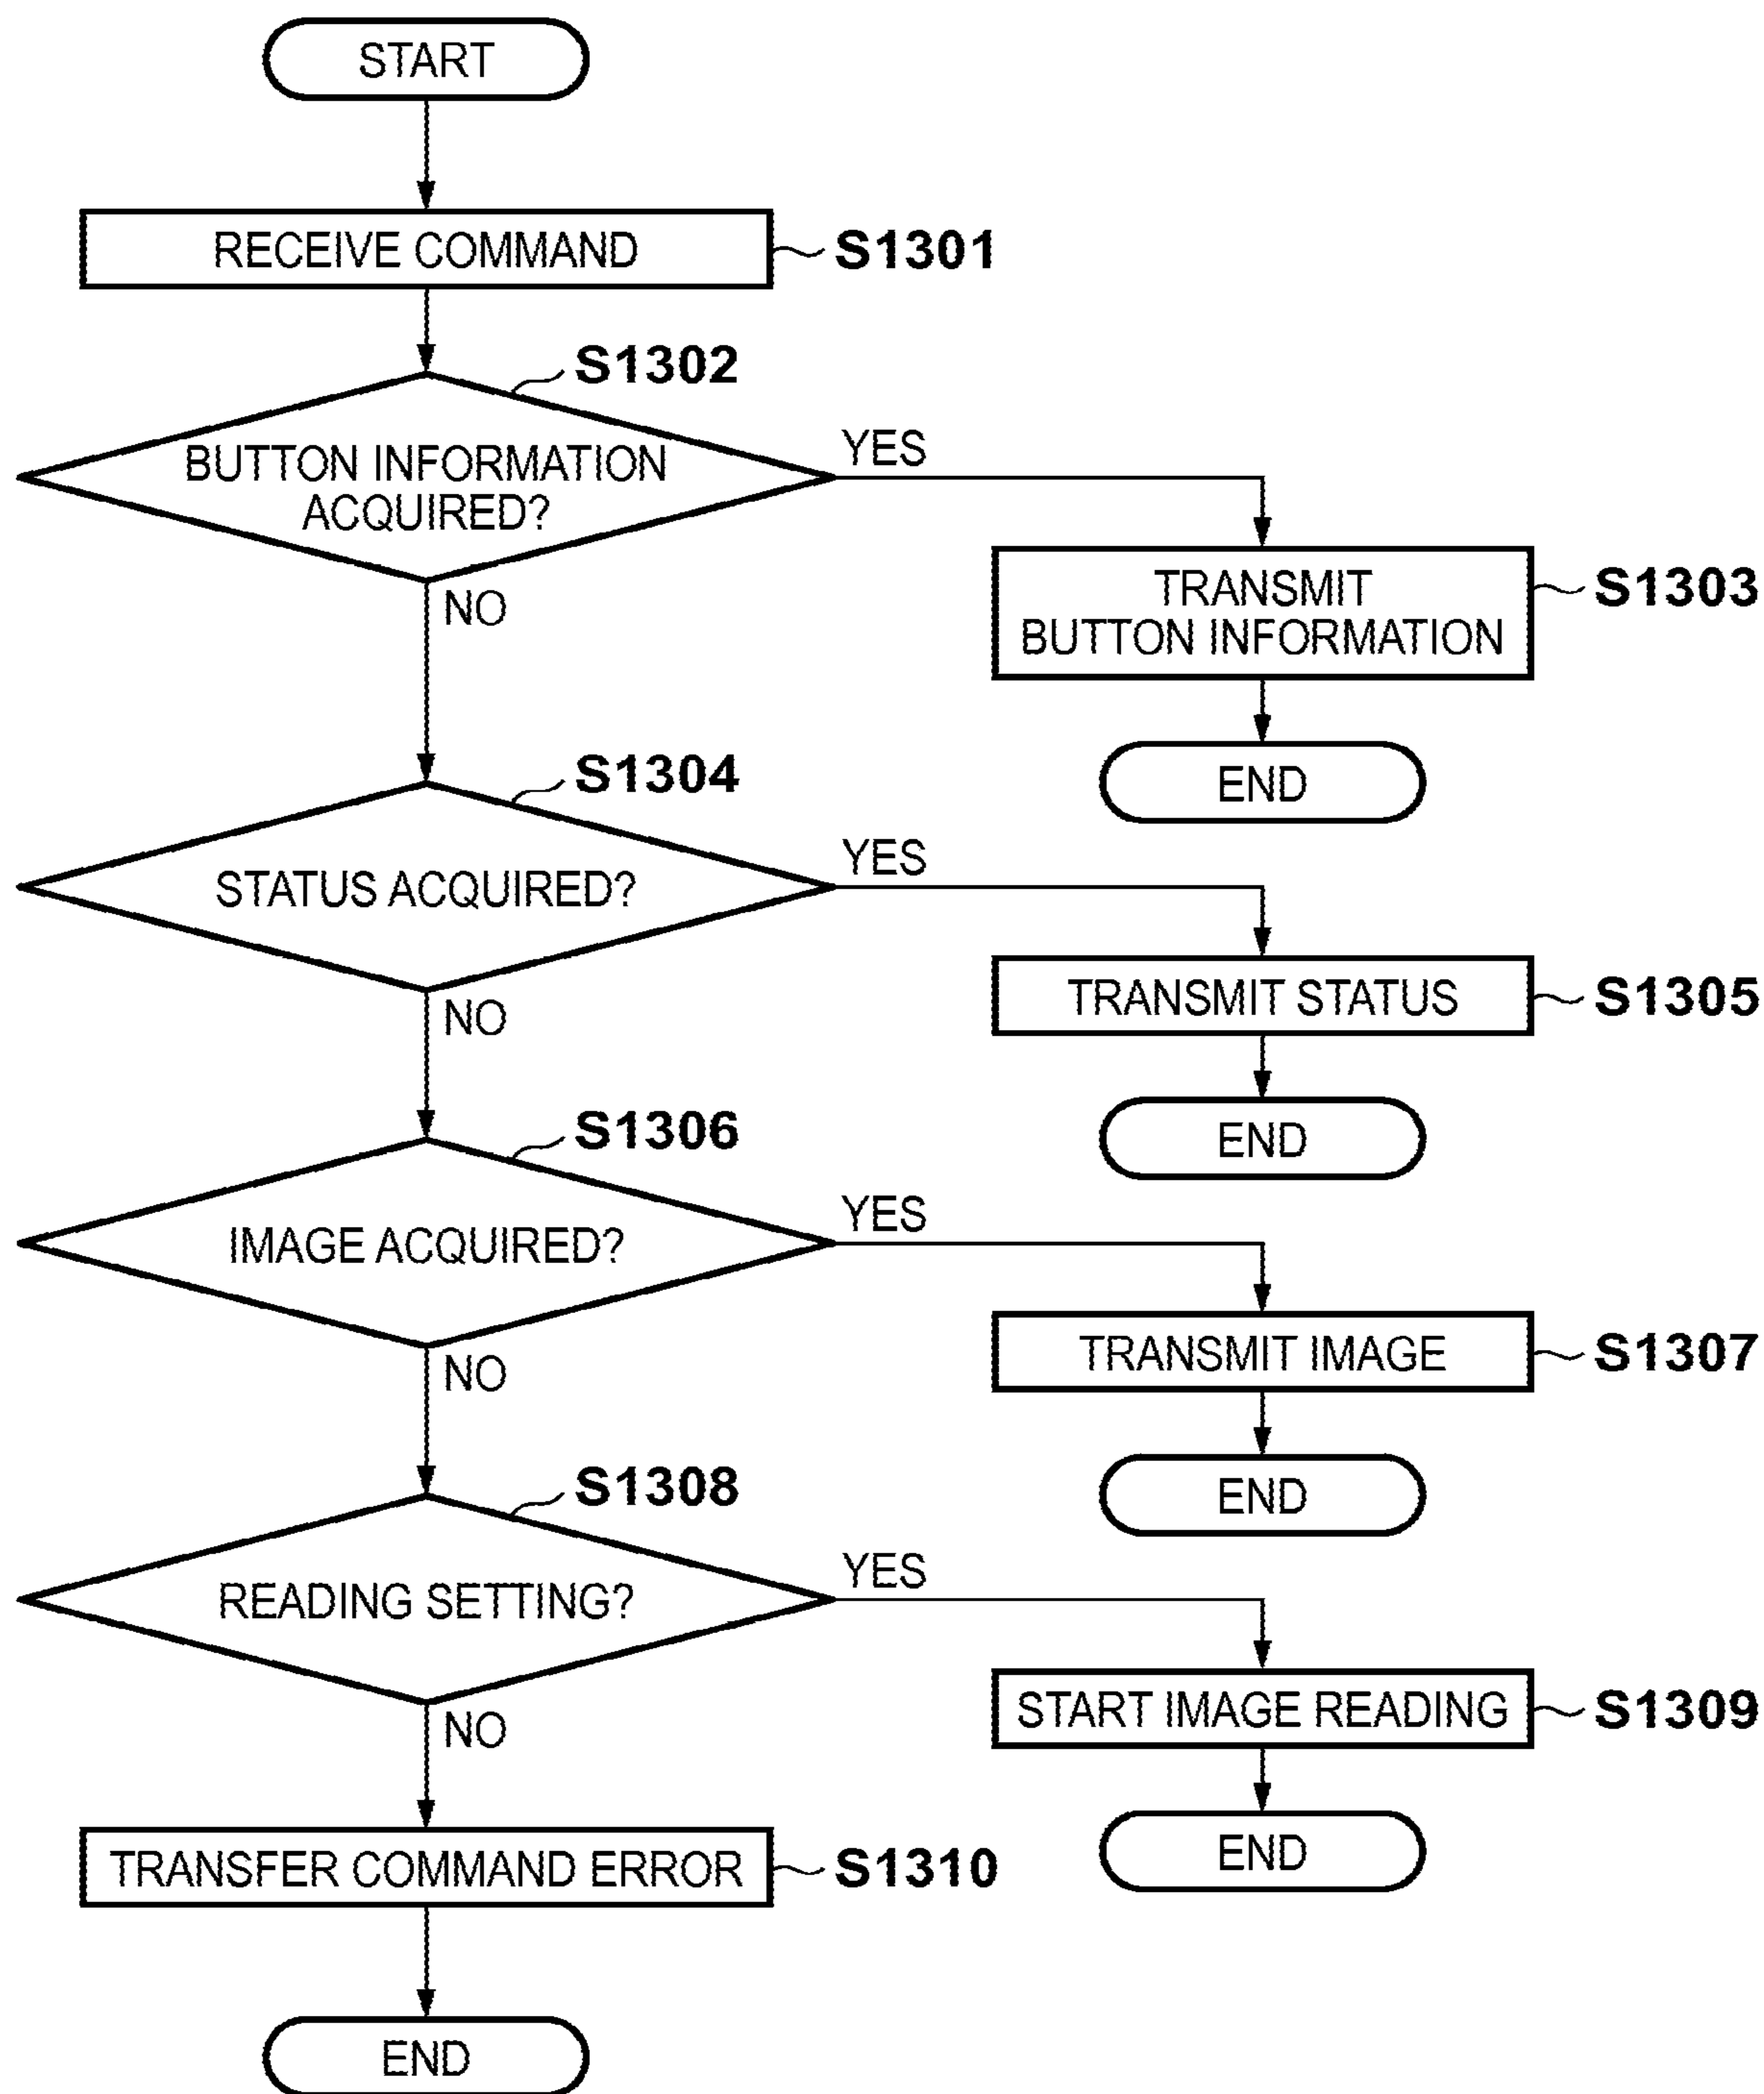 START
RECEIVE COMMAND
S1301
S1302
BUTTON INFORMATION
ACQUIRED?
YES
NO
TRANSMIT
BUTTON INFORMATION
S1303
END
S1304
STATUS ACQUIRED?
YES
NO
TRANSMIT STATUS
S1305
END
S1306
IMAGE ACQUIRED?
YES
NO
TRANSMIT IMAGE
S1307
END
S1308
READING SETTING?
YES
NO
START IMAGE READING
S1309
END
TRANSFER COMMAND ERROR
S1310
END